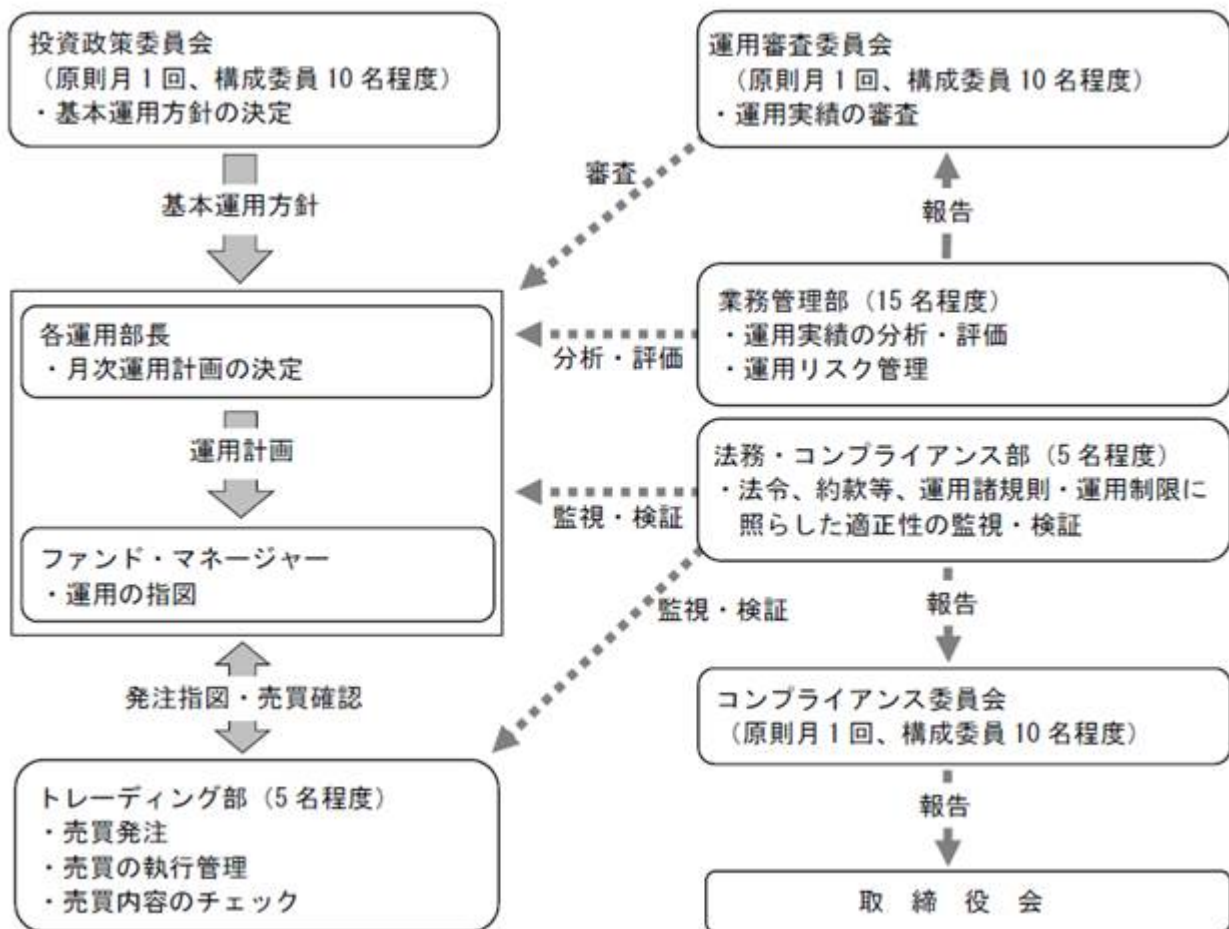 投資政策委員会
（原則月１回、構成委員 10 名程度）
・基本運用方針の決定
基本運用方針
各運用部長
・月次運用計画の決定
運用計画
ファンド・マネージャー
・運用の指図
発注指図・売買確認
トレーディング部（5 名程度）
・売買発注
・売買の執行管理
・売買内容のチェック
運用審査委員会
（原則月１回、構成委員 10 名程度）
・運用実績の審査
審査
報告
業務管理部（15 名程度）
・運用実績の分析・評価
・運用リスク管理
分析・評価
法務・コンプライアンス部（5 名程度）
・法令、約款等、運用諸規則・運用制限に
照らした適正性の監視・検証
監視・検証
監視・検証
報告
コンプライアンス委員会
（原則月１回、構成委員 10 名程度）
報告
取 締 役 会